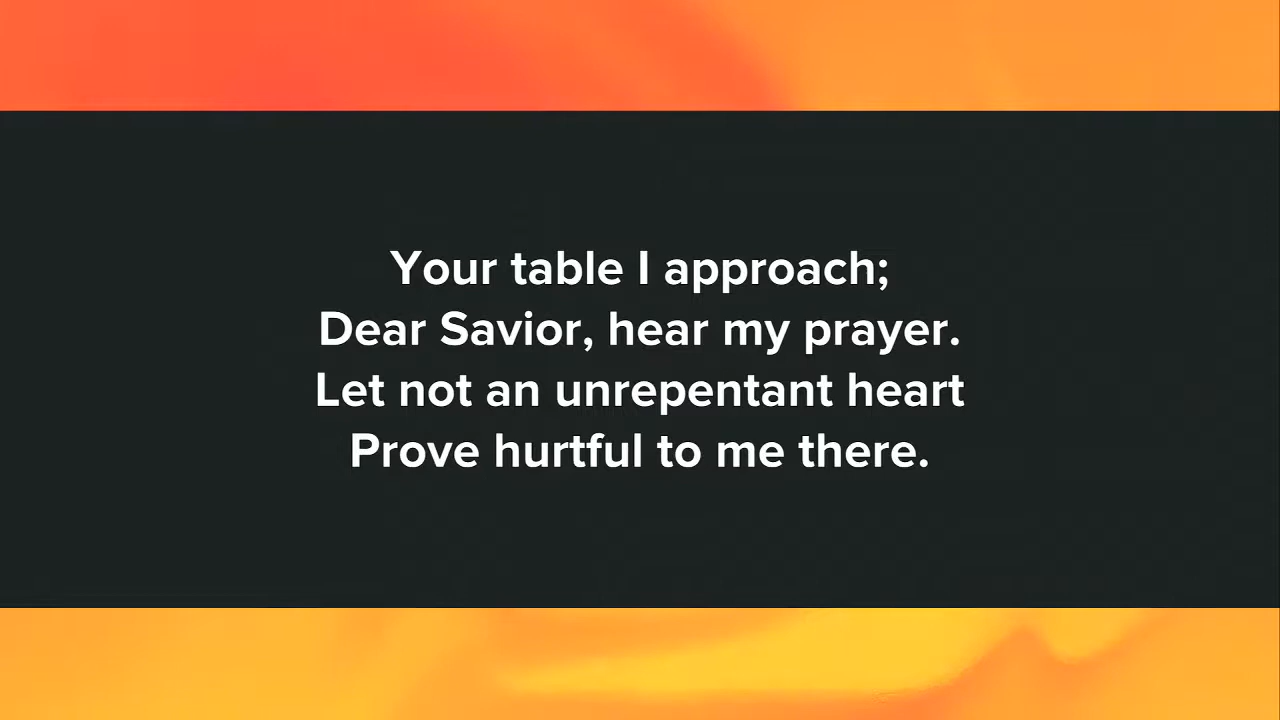 Your table I approach;
Dear Savior, hear my prayer.
Let not an unrepentant heart
Prove hurtful to me there.